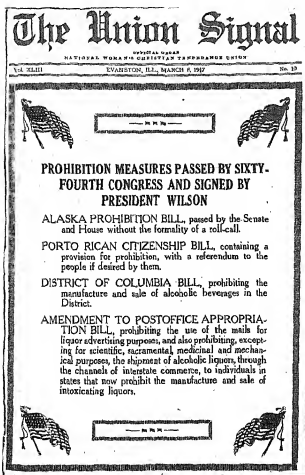 The Union Signal
OFFICIAL ORGAN
NATIONAL WOMAN'S CHRISTIAN TEMPERANCE UNION
Vol. XLIII
EVANSTON, ILL., MARCH 8, 1917
No. 10
PROHIBITION MEASURES PASSED BY SIXTY-
FOURTH CONGRESS AND SIGNED BY
PRESIDENT WILSON
ALASKA PROHIBITION BILL, passed by the Senate
and House without the formality of a roll-call.
PORTO RICAN CITIZENSHIP BILL, containing a
provision for prohibition, with a referendum to the
people if desired by them.
DISTRICT OF COLUMBIA BILL, prohibiting the
manufacture and sale of alcoholic beverages in the
District.
AMENDMENT TO POSTOFFICE APPROPRIA-
TION BILL, prohibiting the use of the mails for
liquor advertising purposes, and also prohibiting, except-
ing for scientific, sacramental, medicinal and mechan-
ical purposes, the shipment of alcoholic liquors, through
the channels of interstate commerce, to individuals in
states that now prohibit the manufacture and sale of
intoxicating liquors.